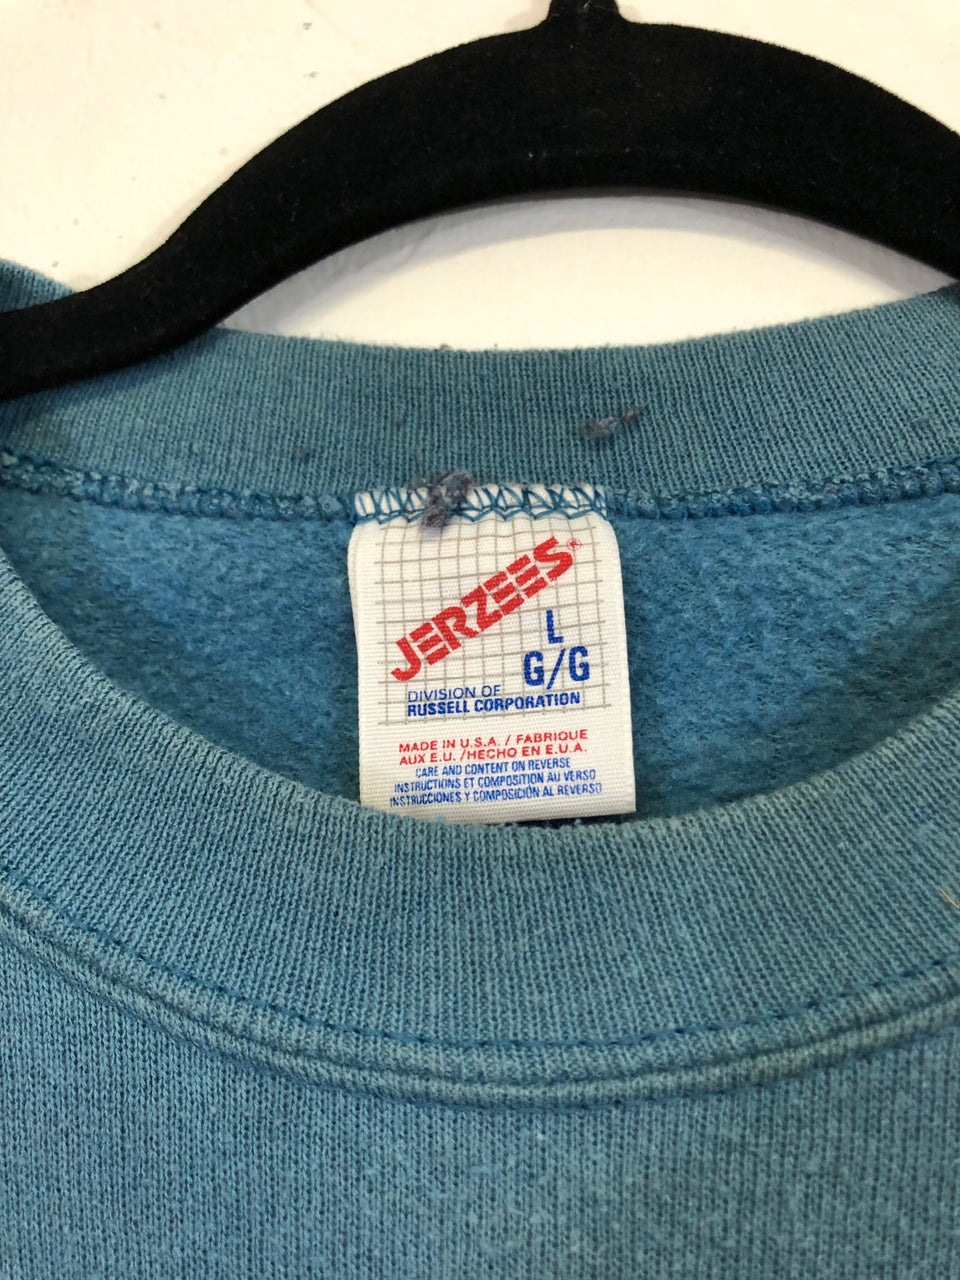 JERZEES®
L
G/G
DIVISION OF
RUSSELL CORPORATION
MADE IN U.S.A. / FABRIQUE
AUX E.U. /HECHO EN E.U.A.
CARE AND CONTENT ON REVERSE
INSTRUCTIONS ET COMPOSITION AU VERSO
INSTRUCCIONES Y COMPOSICIÓN AL REVERSO